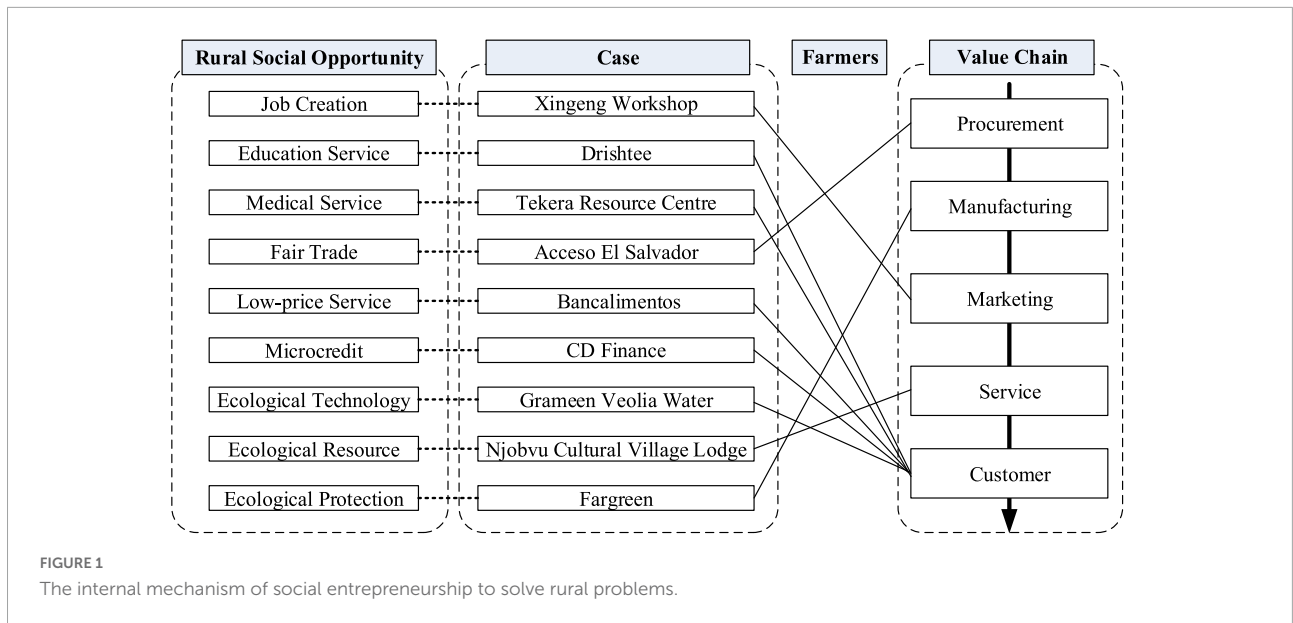 Rural Social Opportunity
Case
Farmers
Value Chain
Job Creation
Xingeng Workshop
Education Service
Drishtee
Medical Service
Tekera Resource Centre
Fair Trade
Acceso El Salvador
Low-price Service
Bancalimentos
Microcredit
CD Finance
Ecological Technology
Grameen Veolia Water
Ecological Resource
Njobvu Cultural Village Lodge
Ecological Protection
Fargreen
Procurement
Manufacturing
Marketing
Service
Customer
FIGURE 1
The internal mechanism of social entrepreneurship to solve rural problems.